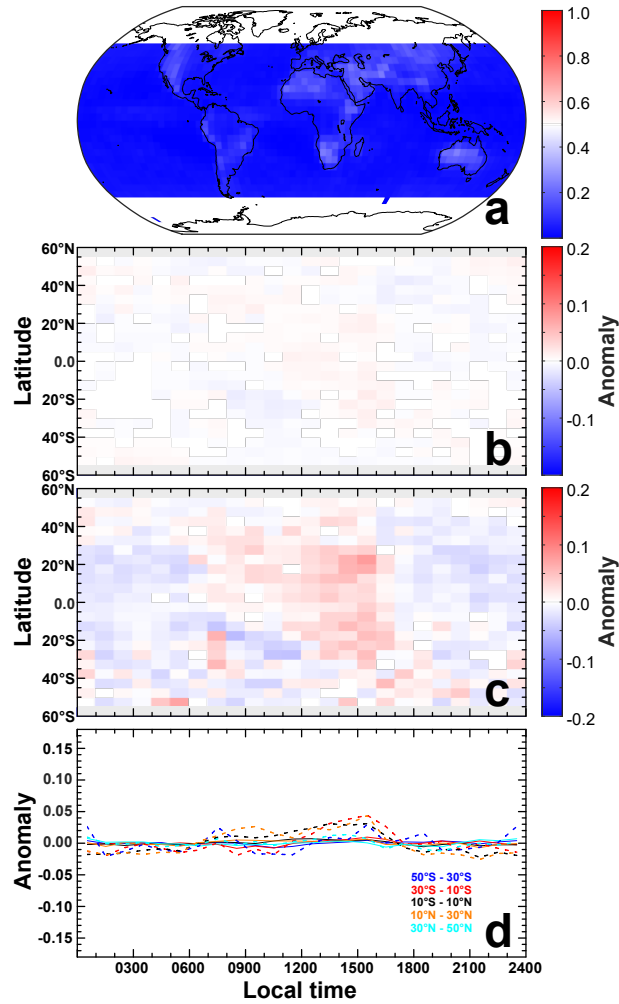 1.0
0.8
0.6
0.4
0.2
a
60°N
40°N
20°N
0.0
20°S
40°S
60°S
Latitude
b
0.2
0.1
0.0
-0.1
Anomaly
60°N
40°N
20°N
0.0
20°S
40°S
60°S
Latitude
c
0.2
0.1
0.0
-0.1
-0.2
Anomaly
0.15
0.10
0.05
0.00
-0.05
-0.10
-0.15
Anomaly
50°S - 30°S
30°S - 10°S
10°S - 10°N
10°N - 30°N
30°N - 50°N
d
0300 0600 0900 1200 1500 1800 2100 2400
Local time